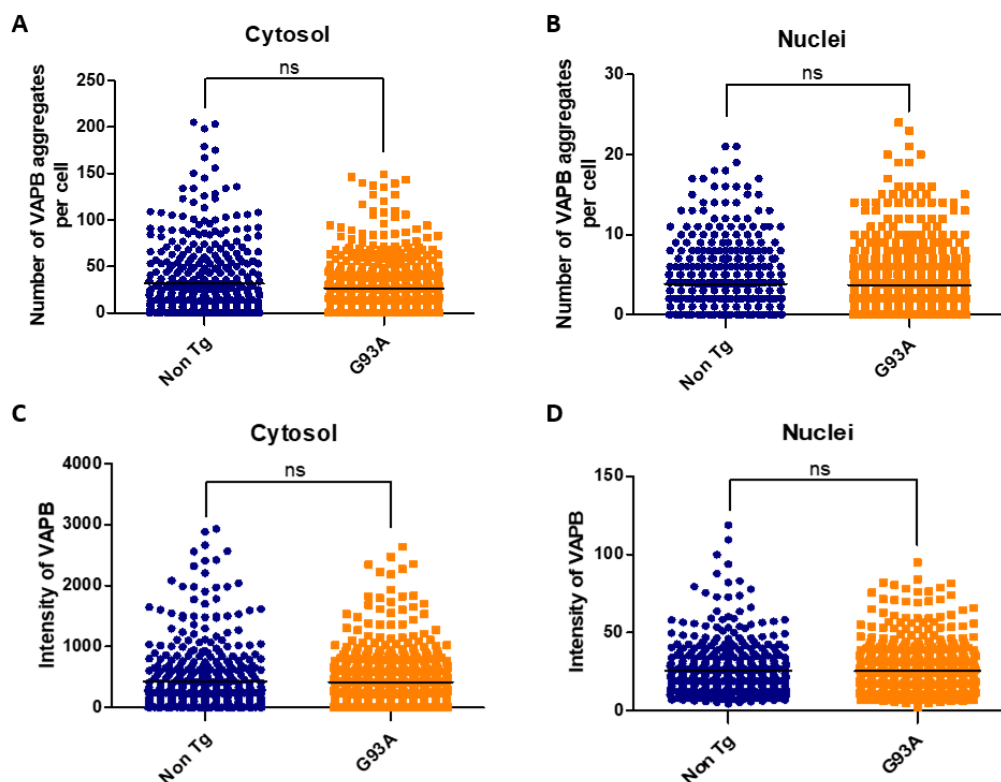 A
Cytosol
ns
Number of VAPB aggregates
per cell
250
200
150
100
50
0
Non Tg
G93A
B
Nuclei
ns
Number of VAPB aggregates
per cell
30
20
10
0
Non Tg
G93A
C
Cytosol
ns
Intensity of VAPB
4000
3000
2000
1000
0
Non Tg
G93A
D
Nuclei
ns
Intensity of VAPB
150
100
50
0
Non Tg
G93A